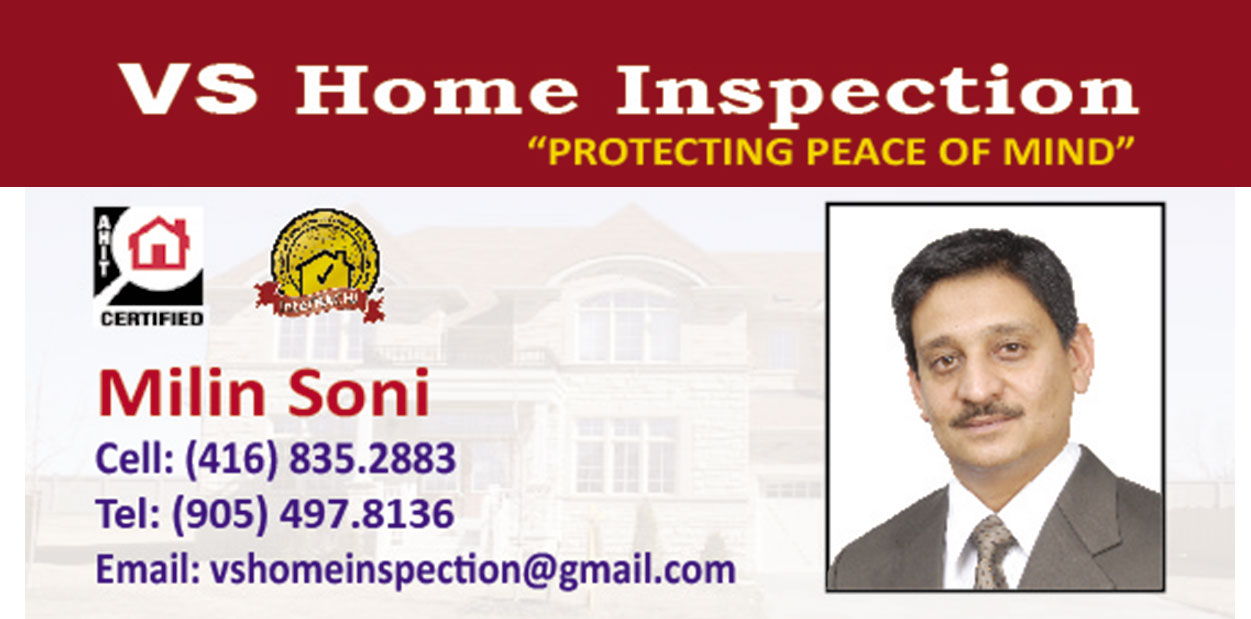 VS Home Inspection
“PROTECTING PEACE OF MIND”
AHIT
CERTIFIED
InterNACHI
Milin Soni
Cell: (416) 835.2883
Tel: (905) 497.8136
Email: vshomeinspection@gmail.com